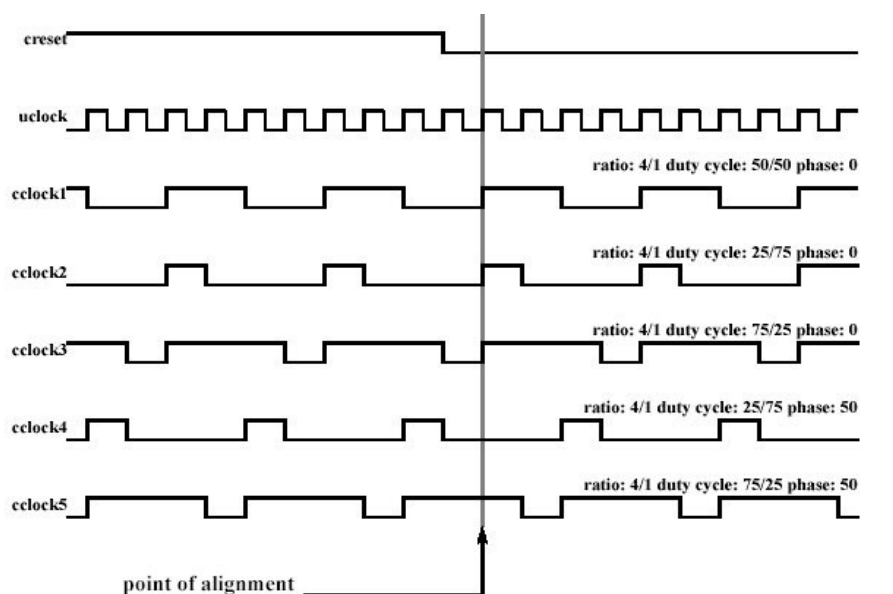 creset
uclock
ratio: 4/1 duty cycle: 50/50 phase: 0
cclock1
ratio: 4/1 duty cycle: 25/75 phase: 0
cclock2
ratio: 4/1 duty cycle: 75/25 phase: 0
cclock3
ratio: 4/1 duty cycle: 25/75 phase: 50
cclock4
ratio: 4/1 duty cycle: 75/25 phase: 50
cclock5
point of alignment